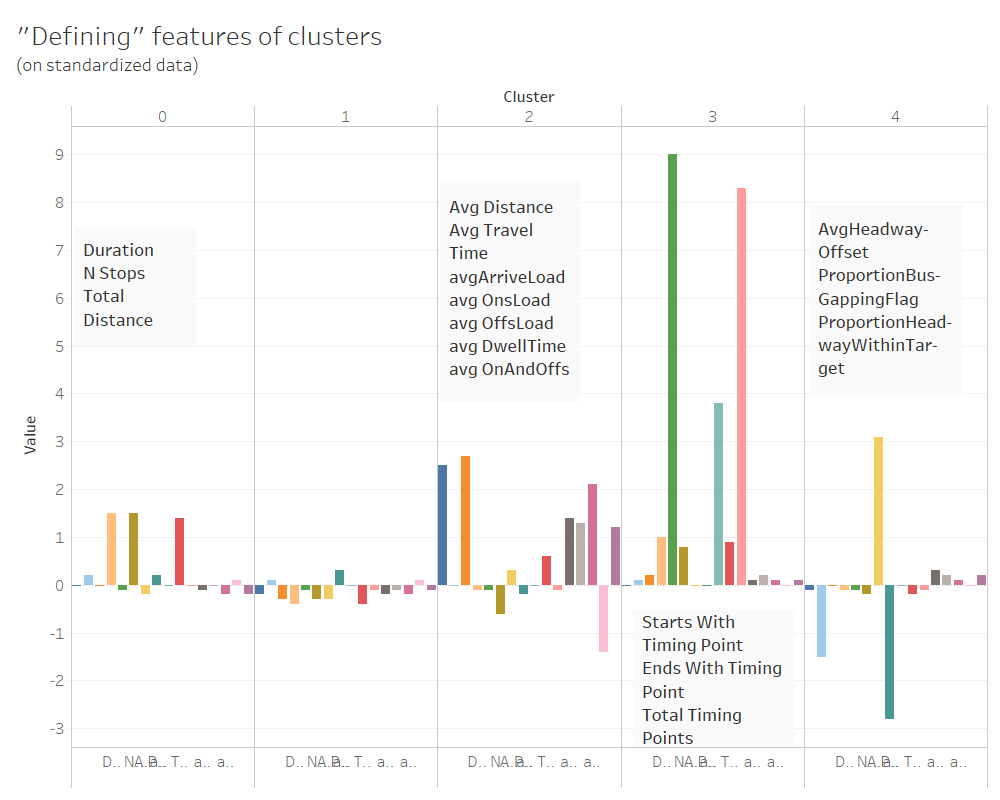 "Defining" features of clusters
(on standardized data)
Cluster
0 1 2 3 4
Value
9
8
7
6
5
4
3
2
1
0
-1
-2
-3
Duration
N Stops
Total
Distance
Avg Distance
Avg Travel
Time
avgArriveLoad
avg OnsLoad
avg OffsLoad
avg DwellTime
avg OnAndOffs
Starts With
Timing Point
Ends With Timing
Point
Total Timing
Points
AvgHeadway-
Offset
ProportionBus-
GappingFlag
ProportionHead-
wayWithinTar-
get
D.. T.. a.. a.. D.. T.. a.. a.. D.. T.. a.. a.. D.. T.. a.. a.. D.. T.. a.. a..